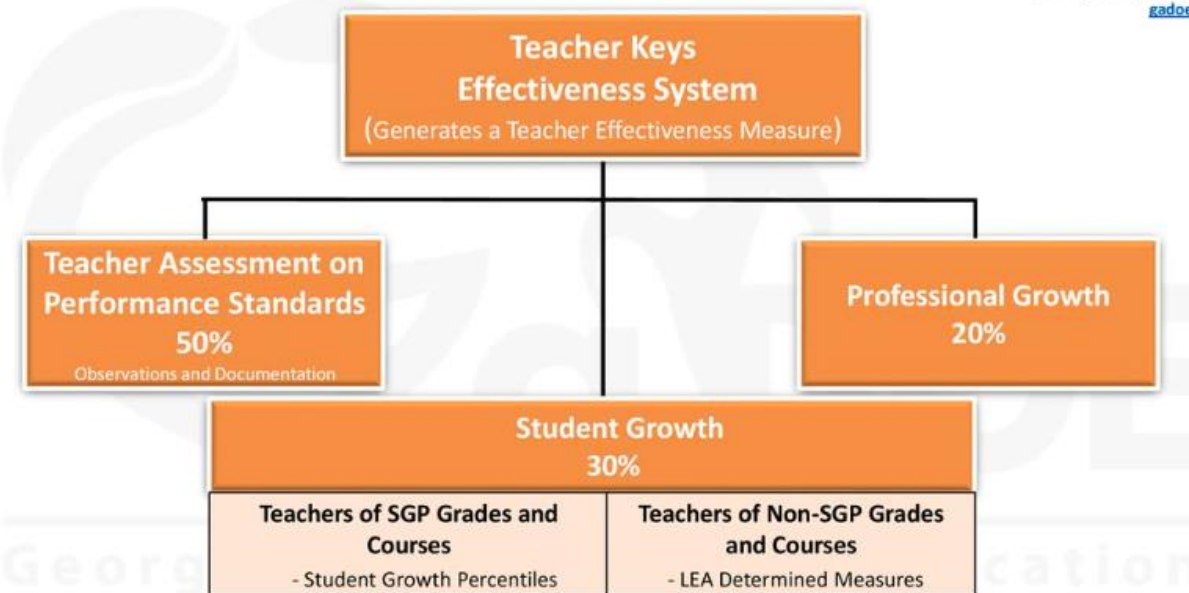 gadoe
Teacher Keys
Effectiveness System
(Generates a Teacher Effectiveness Measure)
Teacher Assessment on
Performance Standards
50%
Observations and Documentation
Professional Growth
20%
Student Growth
30%
Teachers of SGP Grades and
Courses
- Student Growth Percentiles
Teachers of Non-SGP Grades
and Courses
- LEA Determined Measures